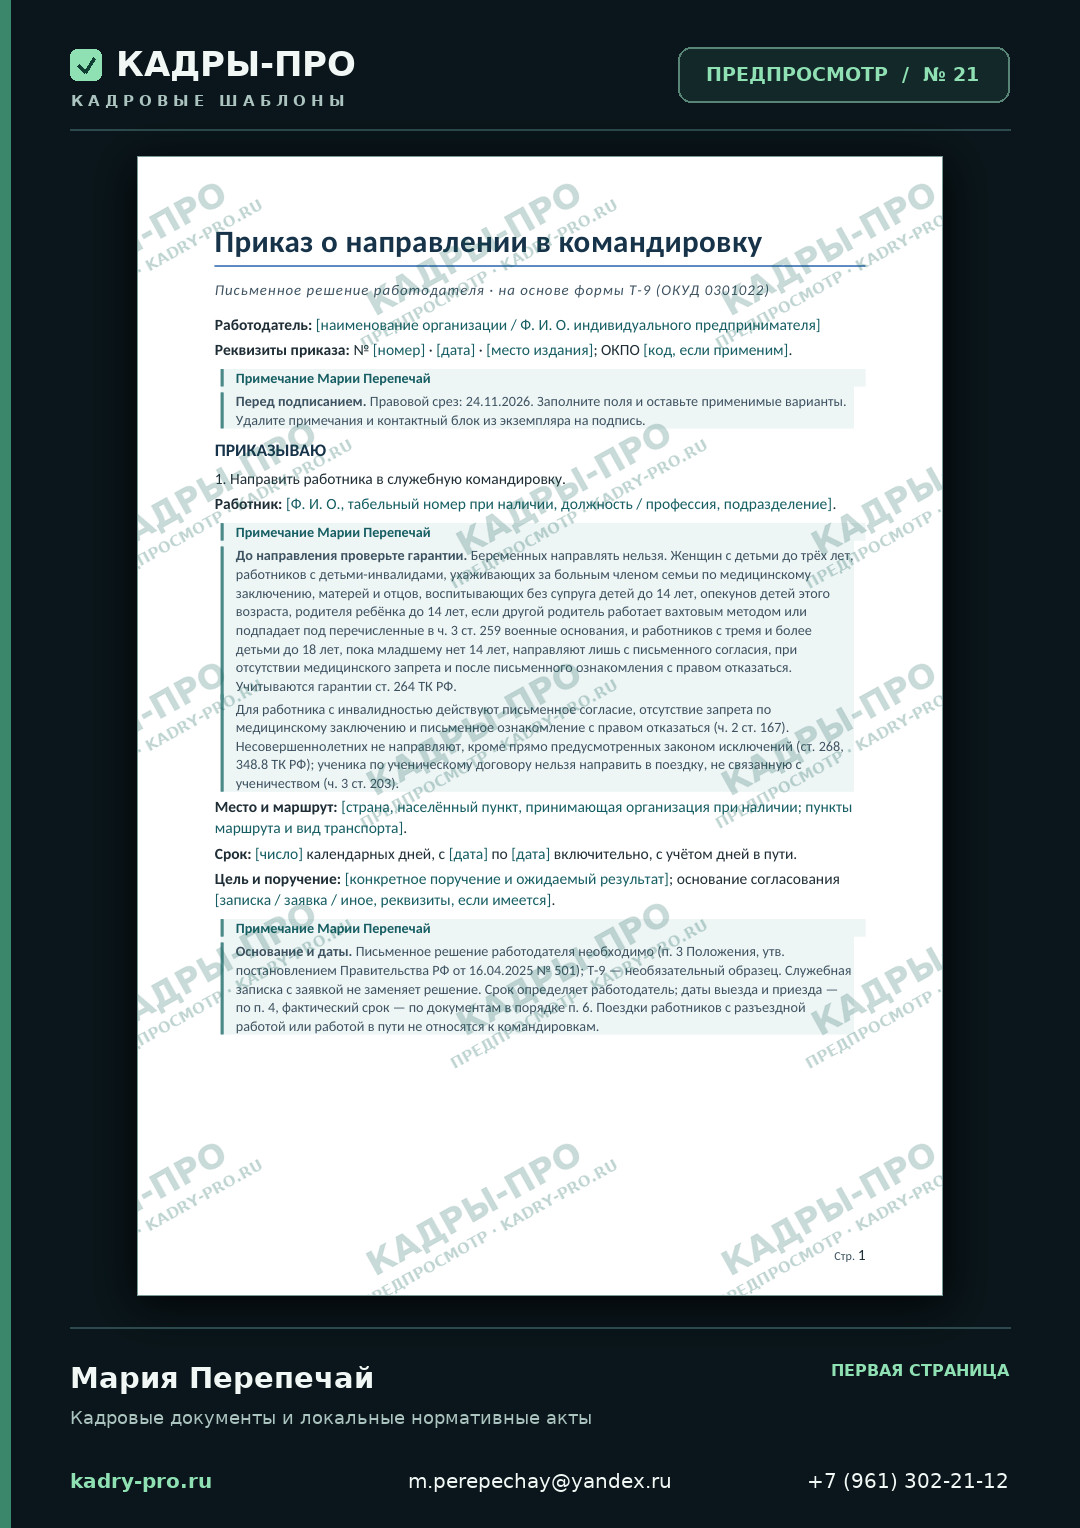 КАДРЫ-ПРО
КАДРОВЫЕ ШАБЛОНЫ
ПРЕДПРОСМОТР / № 21
Приказ о направлении в командировку
Письменное решение работодателя · на основе формы Т-9 (ОКУД 0301022)
Работодатель: [наименование организации / Ф. И. О. индивидуального предпринимателя]
Реквизиты приказа: № [номер] · [дата] · [место издания]; ОКПО [код, если применим].
Примечание Марии Перепечай
Перед подписанием. Правовой срез: 24.11.2026. Заполните поля и оставьте применимые варианты.
Удалите примечания и контактный блок из экземпляра на подпись.
ПРИКАЗЫВАЮ
1. Направить работника в служебную командировку.
Работник: [Ф. И. О., табельный номер при наличии, должность / профессия, подразделение].
Примечание Марии Перепечай
До направления проверьте гарантии. Беременных направлять нельзя. Женщин с детьми до трёх лет,
работников с детьми-инвалидами, ухаживающих за больным членом семьи по медицинскому
заключению, матерей и отцов, воспитывающих без супруга детей до 14 лет, опекунов детей этого
возраста, родителя ребёнка до 14 лет, если другой родитель работает вахтовым методом или
подпадает под перечисленные в ч. 3 ст. 259 военные основания, и работников с тремя и более
детьми до 18 лет, пока младшему нет 14 лет, направляют лишь с письменного согласия, при
отсутствии медицинского запрета и после письменного ознакомления с правом отказаться.
Учитываются гарантии ст. 264 ТК РФ.
Для работника с инвалидностью действуют письменное согласие, отсутствие запрета по
медицинскому заключению и письменное ознакомление с правом отказаться (ч. 2 ст. 167).
Несовершеннолетних не направляют, кроме прямо предусмотренных законом исключений (ст. 268,
348.8 ТК РФ); ученика по ученическому договору нельзя направить в поездку, не связанную с
ученичеством (ч. 3 ст. 203).
Место и маршрут: [страна, населённый пункт, принимающая организация при наличии; пункты
маршрута и вид транспорта].
Срок: [число] календарных дней, с [дата] по [дата] включительно, с учётом дней в пути.
Цель и поручение: [конкретное поручение и ожидаемый результат]; основание согласования
[записка / заявка / иное, реквизиты, если имеется].
Примечание Марии Перепечай
Основание и даты. Письменное решение работодателя необходимо (п. 3 Положения, утв.
постановлением Правительства РФ от 16.04.2025 № 501); Т-9 — необязательный образец. Служебная
записка с заявкой не заменяет решение. Срок определяет работодатель; даты выезда и приезда —
по п. 4, фактический срок — по документам в порядке п. 6. Поездки работников с разъездной
работой или работой в пути не относятся к командировкам.
КАДРЫ-ПРО
ПРЕДПРОСМОТР · KADRY-PRO.RU
Стр. 1
Мария Перепечай
ПЕРВАЯ СТРАНИЦА
Кадровые документы и локальные нормативные акты
kadry-pro.ru
m.perepechay@yandex.ru
+7 (961) 302-21-12